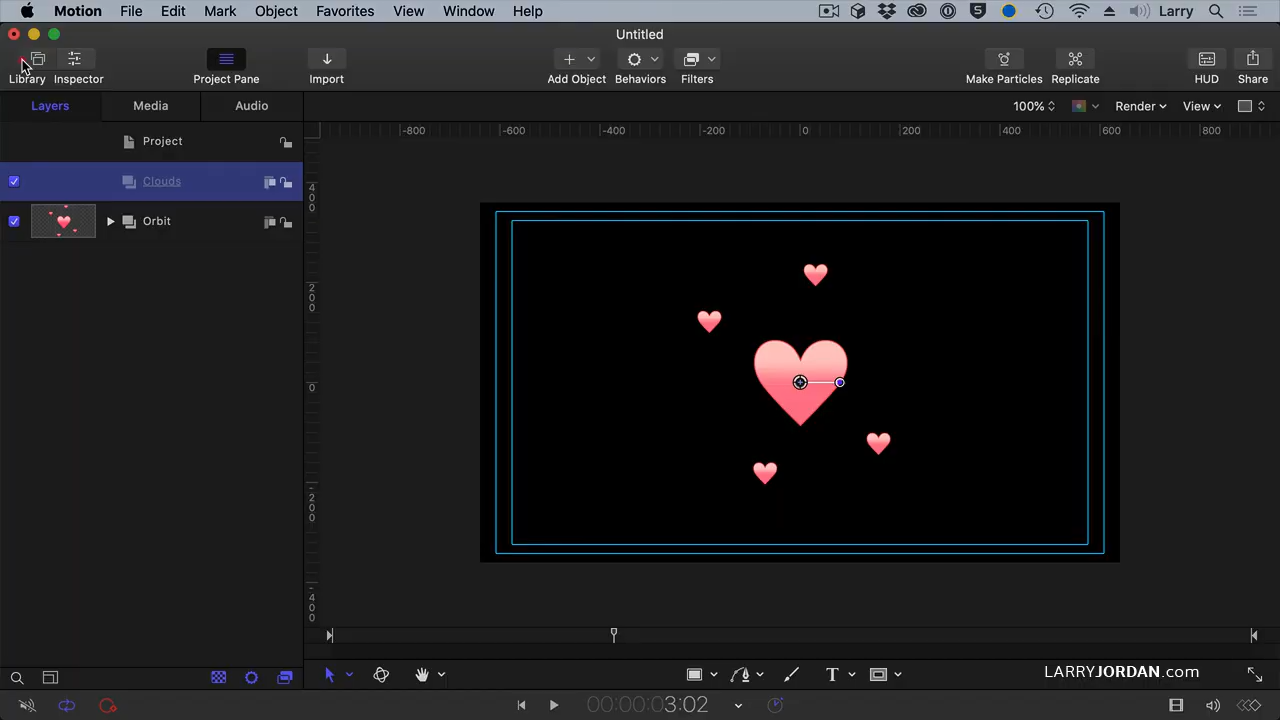 Motion File Edit Mark Object Favorites View Window Help Larry
Untitled
Library Inspector Project Pane Import Add Object Behaviors Filters Make Particles Replicate HUD Share
Layers Media Audio 100% Render View
-800 -600 -400 -200 0 200 400 600 800
Project
Clouds
Orbit
400
200
0
-200
-400
T
LARRYJORDAN.com
00:00:00:3:02